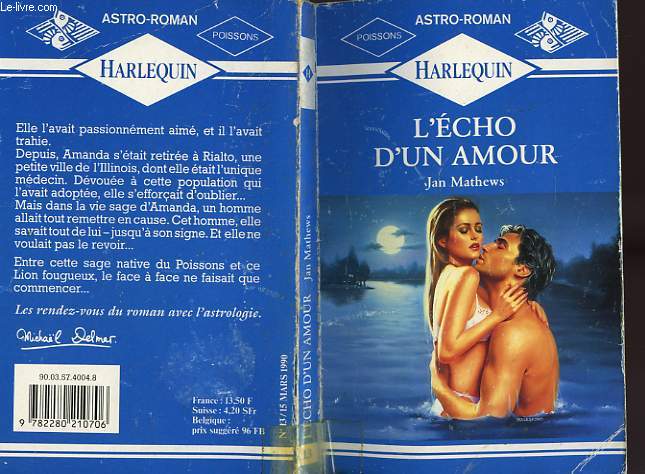 Le-livre.com
ASTRO-ROMAN
POISSONS
HARLEQUIN
Elle l'avait passionnément aimé, et il l'avait
trahie.
Depuis, Amanda s'était retirée à Rialto, une
petite ville de l'Illinois, dont elle était l'unique
médecin. Dévouée à cette population qui
l'avait adoptée, elle s'efforçait d'oublier...
Mais dans la vie sage d'Amanda, un homme
allait tout remettre en cause. Cet homme, elle
savait tout de lui – jusqu'à son signe. Et elle ne
voulait pas le revoir...
Entre cette sage native du Poissons et ce
Lion fougueux, le face à face ne faisait que
commencer...
Les rendez-vous du roman avec l'astrologie.
Michaël Delmar
90.03.57.4004.8
9 782280 210706
France : 13,50 F
Suisse : 4,20 SFr
Belgique :
prix suggéré 96 FB
H
Jan Mathews
ÉCHO D'UN AMOUR
N° 13 / 15 MARS 1990
ASTRO-ROMAN
POISSONS
HARLEQUIN
L'ÉCHO
D'UN AMOUR
Jan Mathews